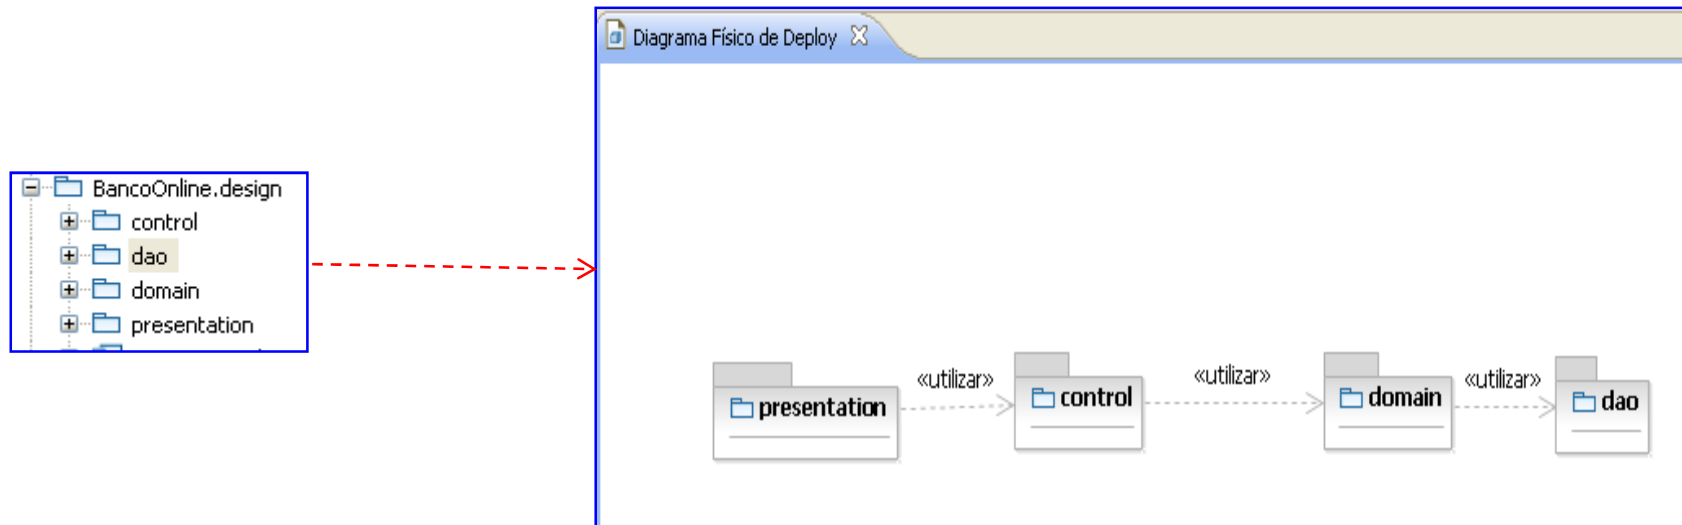 Diagrama Físico de Deploy
BancoOnline.design
control
dao
domain
presentation
«utilizar»
«utilizar»
«utilizar»
presentation
control
domain
dao